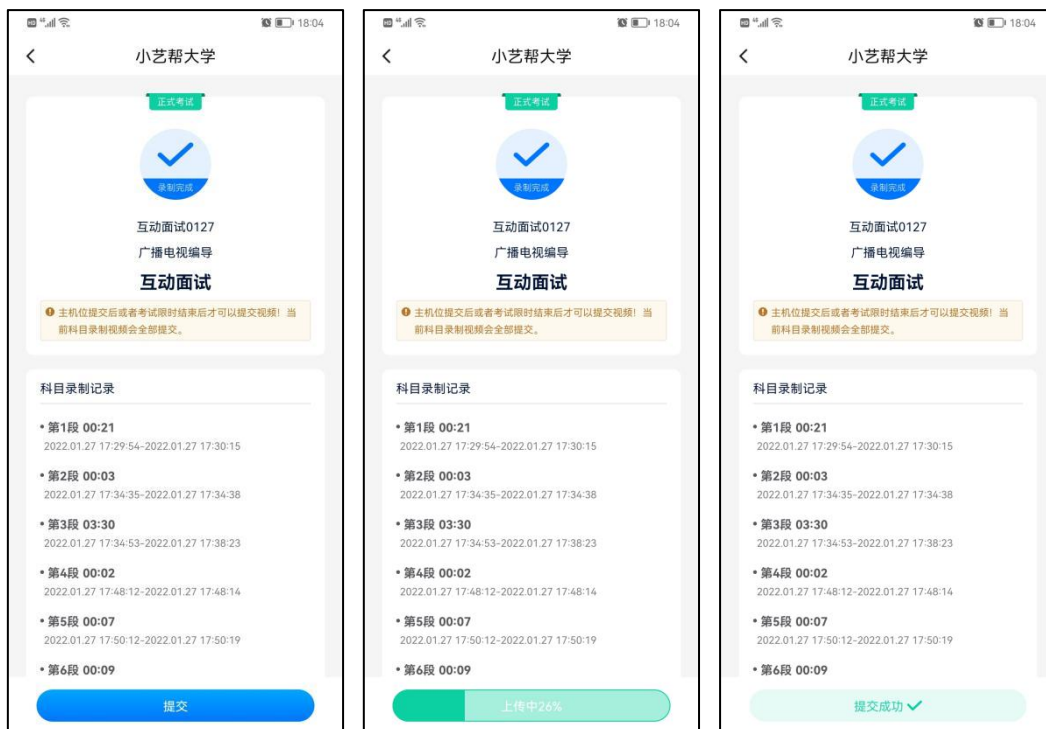 HD 46 18:04
小艺帮大学
正式考试
录制完成
互动面试0127
广播电视编导
互动面试
主机位提交后或者考试限时结束后才可以提交视频！当
前科目录制视频会全部提交。
科目录制记录
• 第1段 00:21
2022.01.27 17:29:54-2022.01.27 17:30:15
• 第2段 00:03
2022.01.27 17:34:35-2022.01.27 17:34:38
• 第3段 03:30
2022.01.27 17:34:53-2022.01.27 17:38:23
• 第4段 00:02
2022.01.27 17:48:12-2022.01.27 17:48:14
• 第5段 00:07
2022.01.27 17:50:12-2022.01.27 17:50:19
• 第6段 00:09
提交
HD 46 18:04
小艺帮大学
正式考试
录制完成
互动面试0127
广播电视编导
互动面试
主机位提交后或者考试限时结束后才可以提交视频！当
前科目录制视频会全部提交。
科目录制记录
• 第1段 00:21
2022.01.27 17:29:54-2022.01.27 17:30:15
• 第2段 00:03
2022.01.27 17:34:35-2022.01.27 17:34:38
• 第3段 03:30
2022.01.27 17:34:53-2022.01.27 17:38:23
• 第4段 00:02
2022.01.27 17:48:12-2022.01.27 17:48:14
• 第5段 00:07
2022.01.27 17:50:12-2022.01.27 17:50:19
• 第6段 00:09
上传中26%
HD 46 18:04
小艺帮大学
正式考试
录制完成
互动面试0127
广播电视编导
互动面试
主机位提交后或者考试限时结束后才可以提交视频！当
前科目录制视频会全部提交。
科目录制记录
• 第1段 00:21
2022.01.27 17:29:54-2022.01.27 17:30:15
• 第2段 00:03
2022.01.27 17:34:35-2022.01.27 17:34:38
• 第3段 03:30
2022.01.27 17:34:53-2022.01.27 17:38:23
• 第4段 00:02
2022.01.27 17:48:12-2022.01.27 17:48:14
• 第5段 00:07
2022.01.27 17:50:12-2022.01.27 17:50:19
• 第6段 00:09
提交成功